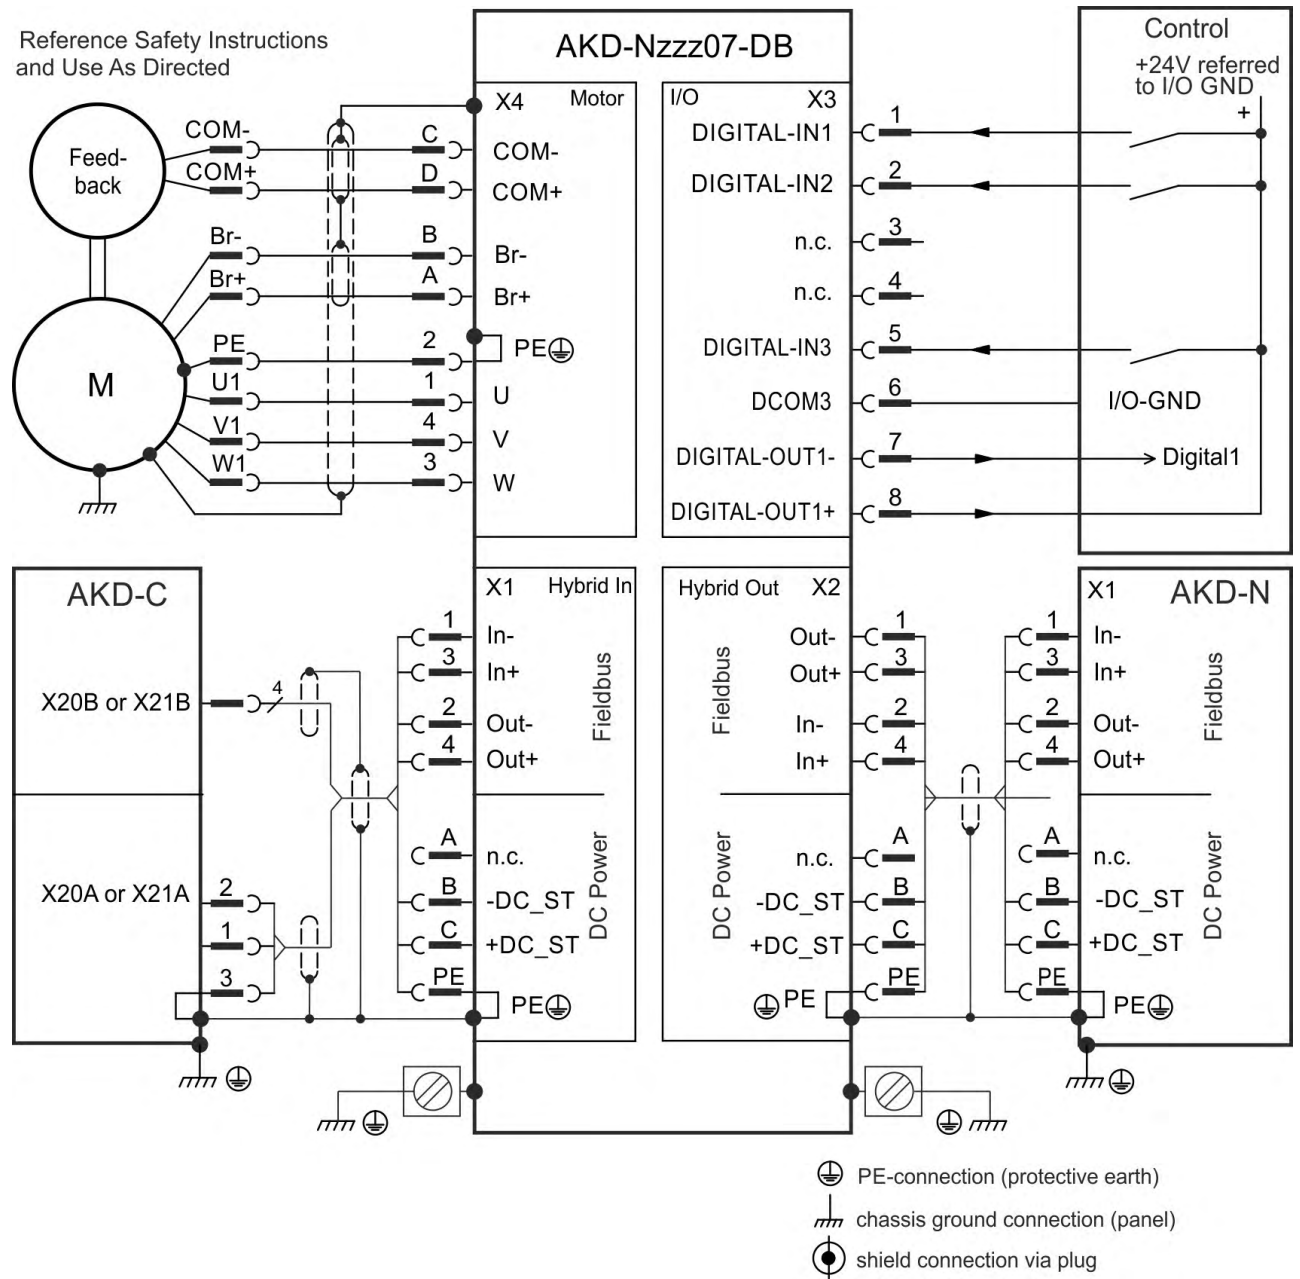 Reference Safety Instructions
and Use As Directed
AKD-Nzzz07-DB
Control
+24V referred
to I/O GND
+
X4 Motor
I/O X3
Feed-
back
COM- C COM-
COM+ D COM+
Br- B Br-
Br+ A Br+
PE 2 PE
M
U1 1 U
V1 4 V
W1 3 W
DIGITAL-IN1 1
DIGITAL-IN2 2
n.c. 3
n.c. 4
DIGITAL-IN3 5
DCOM3 6 I/O-GND
DIGITAL-OUT1- 7 Digital1
DIGITAL-OUT1+ 8
AKD-C
X20B or X21B
4
X20A or X21A
2
1
3
X1 Hybrid In
1 In-
3 In+
2 Out-
4 Out+
Fieldbus
A n.c.
B -DC_ST
C +DC_ST
PE PE
DC Power
Hybrid Out X2
Out- 1
Out+ 3
In- 2
In+ 4
Fieldbus
n.c. A
-DC_ST B
+DC_ST C
PE PE
DC Power
X1 AKD-N
1 In-
3 In+
2 Out-
4 Out+
Fieldbus
A n.c.
B -DC_ST
C +DC_ST
PE PE
DC Power
PE-connection (protective earth)
chassis ground connection (panel)
shield connection via plug